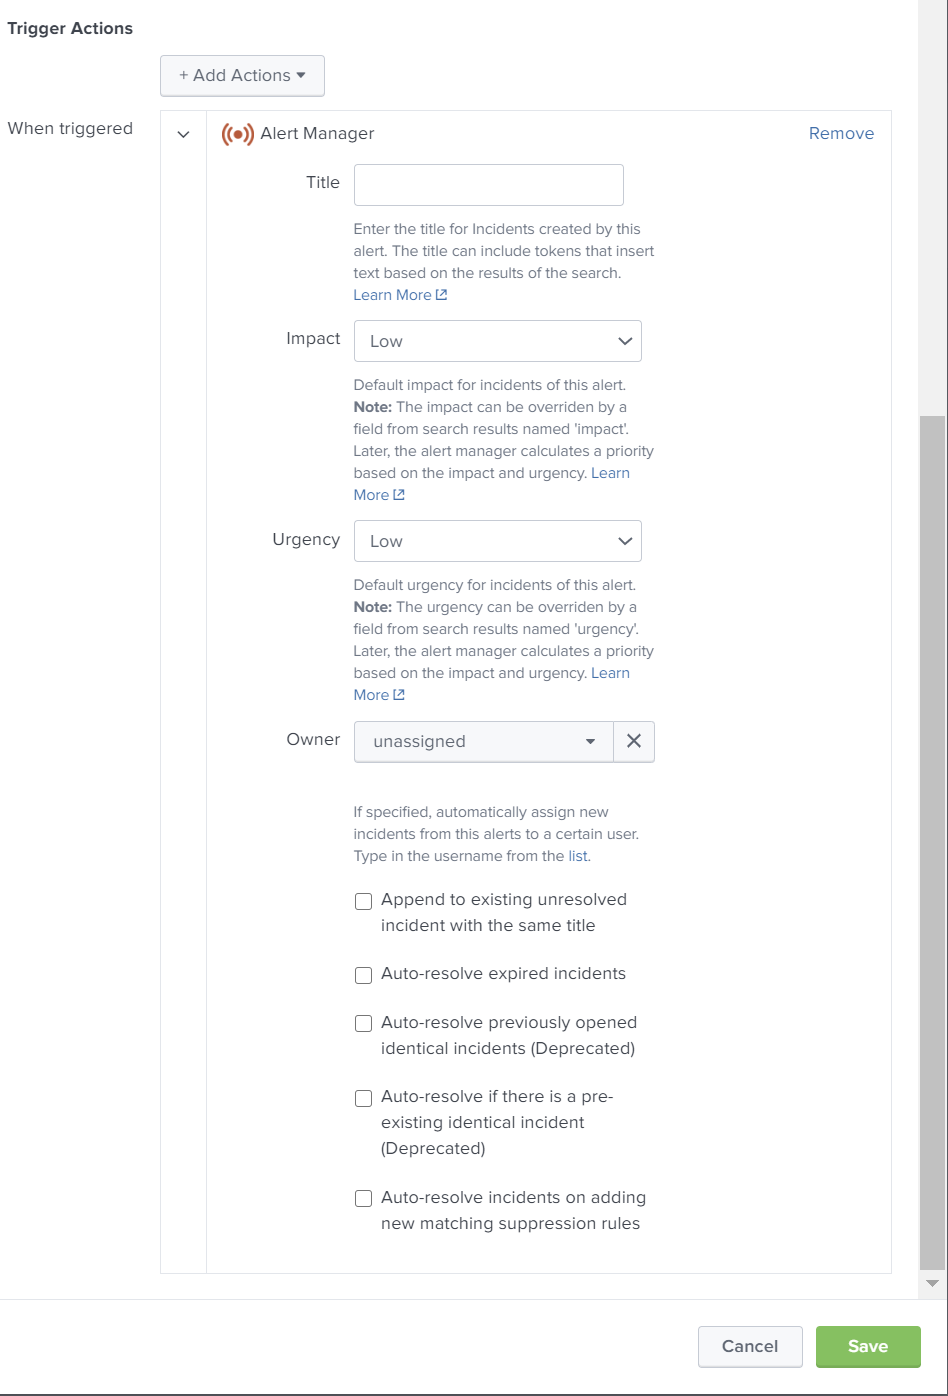 Trigger Actions
+ Add Actions
When triggered
Alert Manager
Remove
Title
Enter the title for Incidents created by this
alert. The title can include tokens that insert
text based on the results of the search.
Learn More
Impact
Low
Default impact for incidents of this alert.
Note: The impact can be overriden by a
field from search results named 'impact'.
Later, the alert manager calculates a priority
based on the impact and urgency. Learn
More
Urgency
Low
Default urgency for incidents of this alert.
Note: The urgency can be overriden by a
field from search results named 'urgency'.
Later, the alert manager calculates a priority
based on the impact and urgency. Learn
More
Owner
unassigned
If specified, automatically assign new
incidents from this alerts to a certain user.
Type in the username from the list.
Append to existing unresolved
incident with the same title
Auto-resolve expired incidents
Auto-resolve previously opened
identical incidents (Deprecated)
Auto-resolve if there is a pre-
existing identical incident
(Deprecated)
Auto-resolve incidents on adding
new matching suppression rules
Cancel
Save